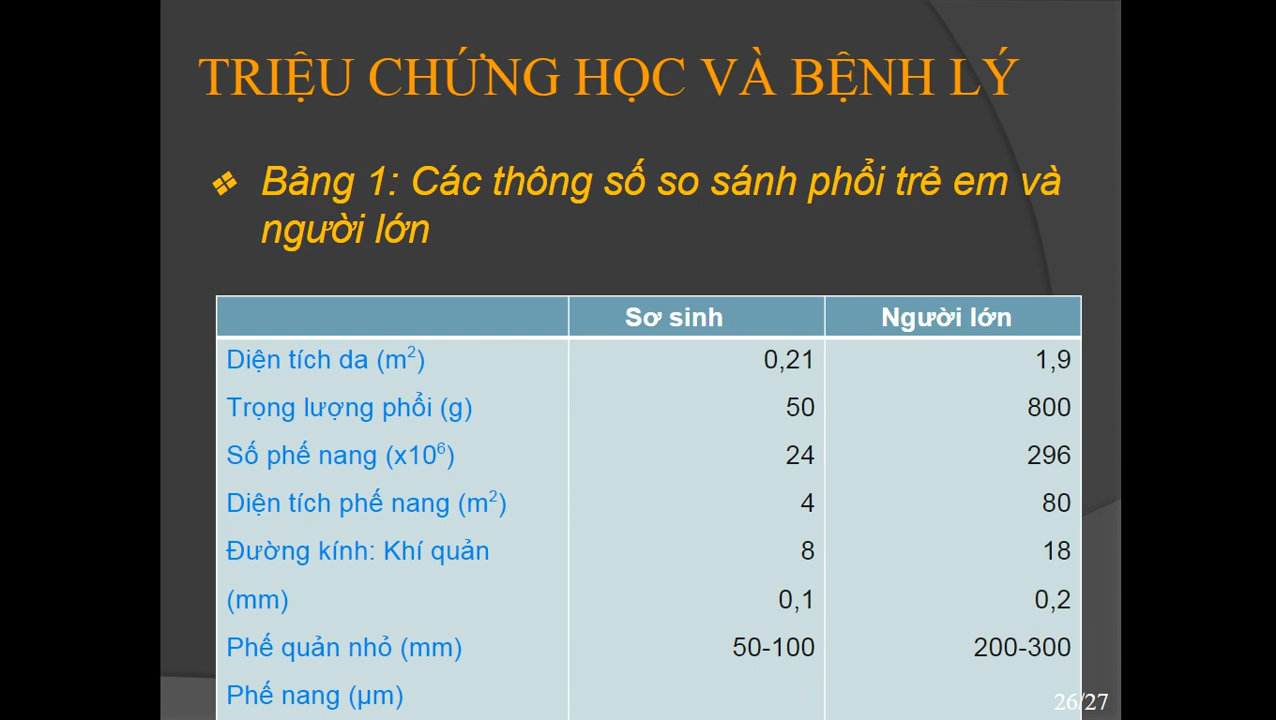 TRIỆU CHỨNG HỌC VÀ BỆNH LÝ
❖ Bảng 1: Các thông số so sánh phổi trẻ em và
người lớn
Sơ sinh Người lớn
Diện tích da (m²) 0,21 1,9
Trọng lượng phổi (g) 50 800
Số phế nang (x10⁶) 24 296
Diện tích phế nang (m²) 4 80
Đường kính: Khí quản 8 18
(mm) 0,1 0,2
Phế quản nhỏ (mm) 50-100 200-300
Phế nang (µm)
26/27